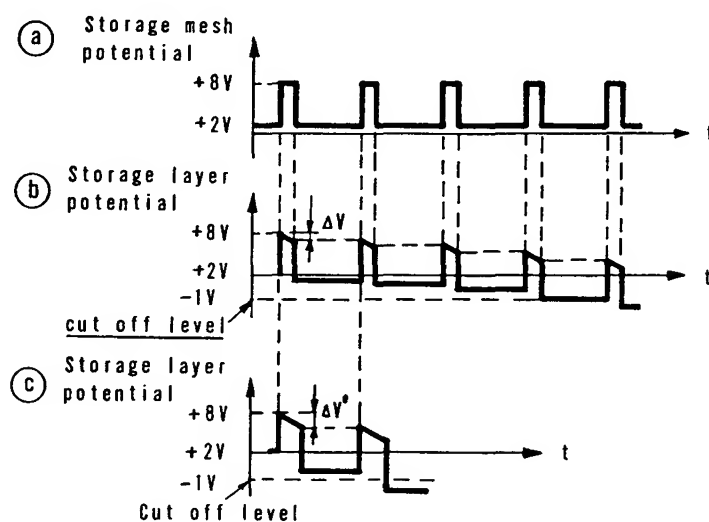 a Storage mesh
potential
+8V
+2V
t
b Storage layer
potential
ΔV
+8V
+2V
t
-1V
cut off level
Storage layer
c potential
ΔV*
+8V
+2V
t
-1V
Cut off level